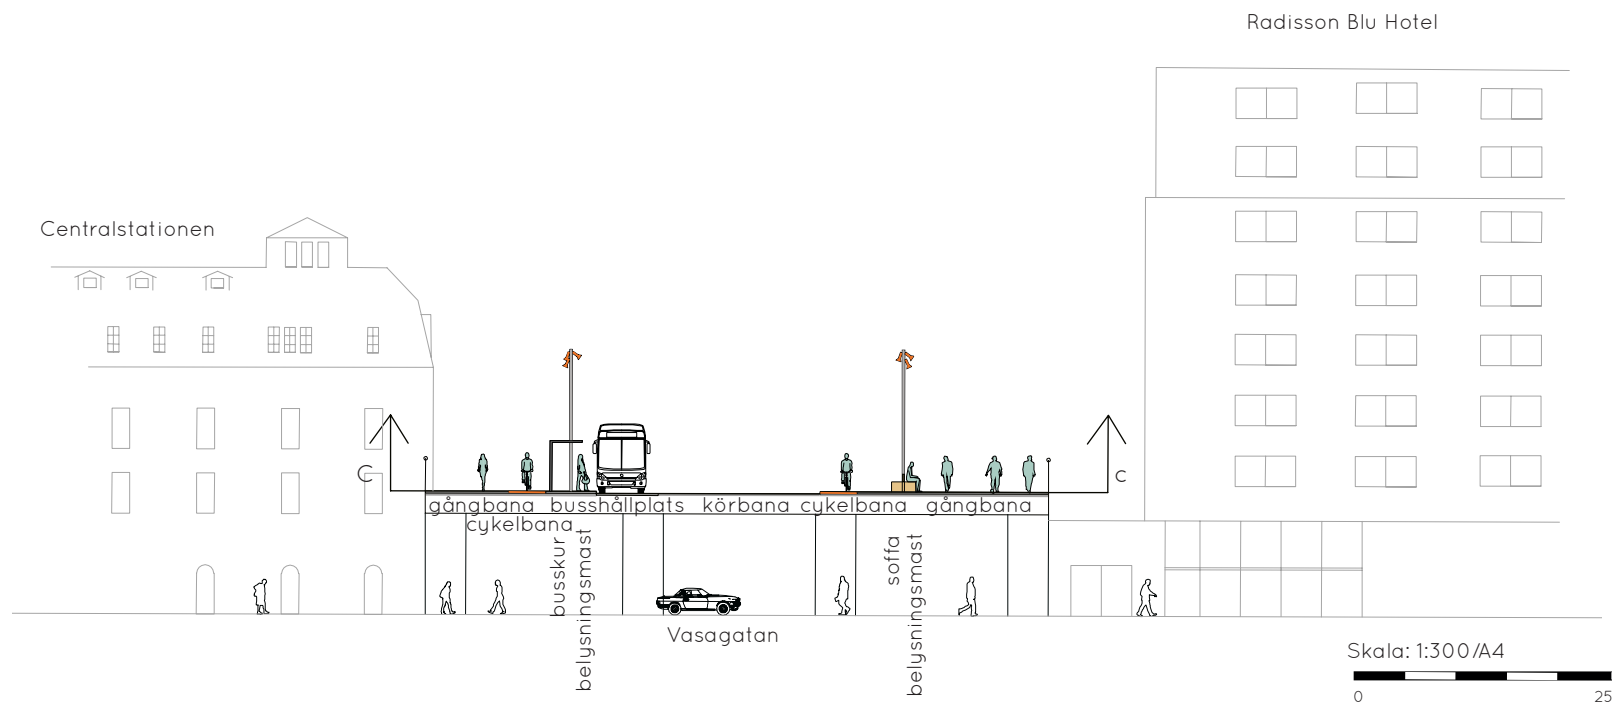 Radisson Blu Hotel
Centralstationen
C
c
gångbana busshållplats körbana cykelbana gångbana
cykelbana
busskur
belysningsmast
soffa
belysningsmast
Vasagatan
Skala: 1:300/A4
0 25